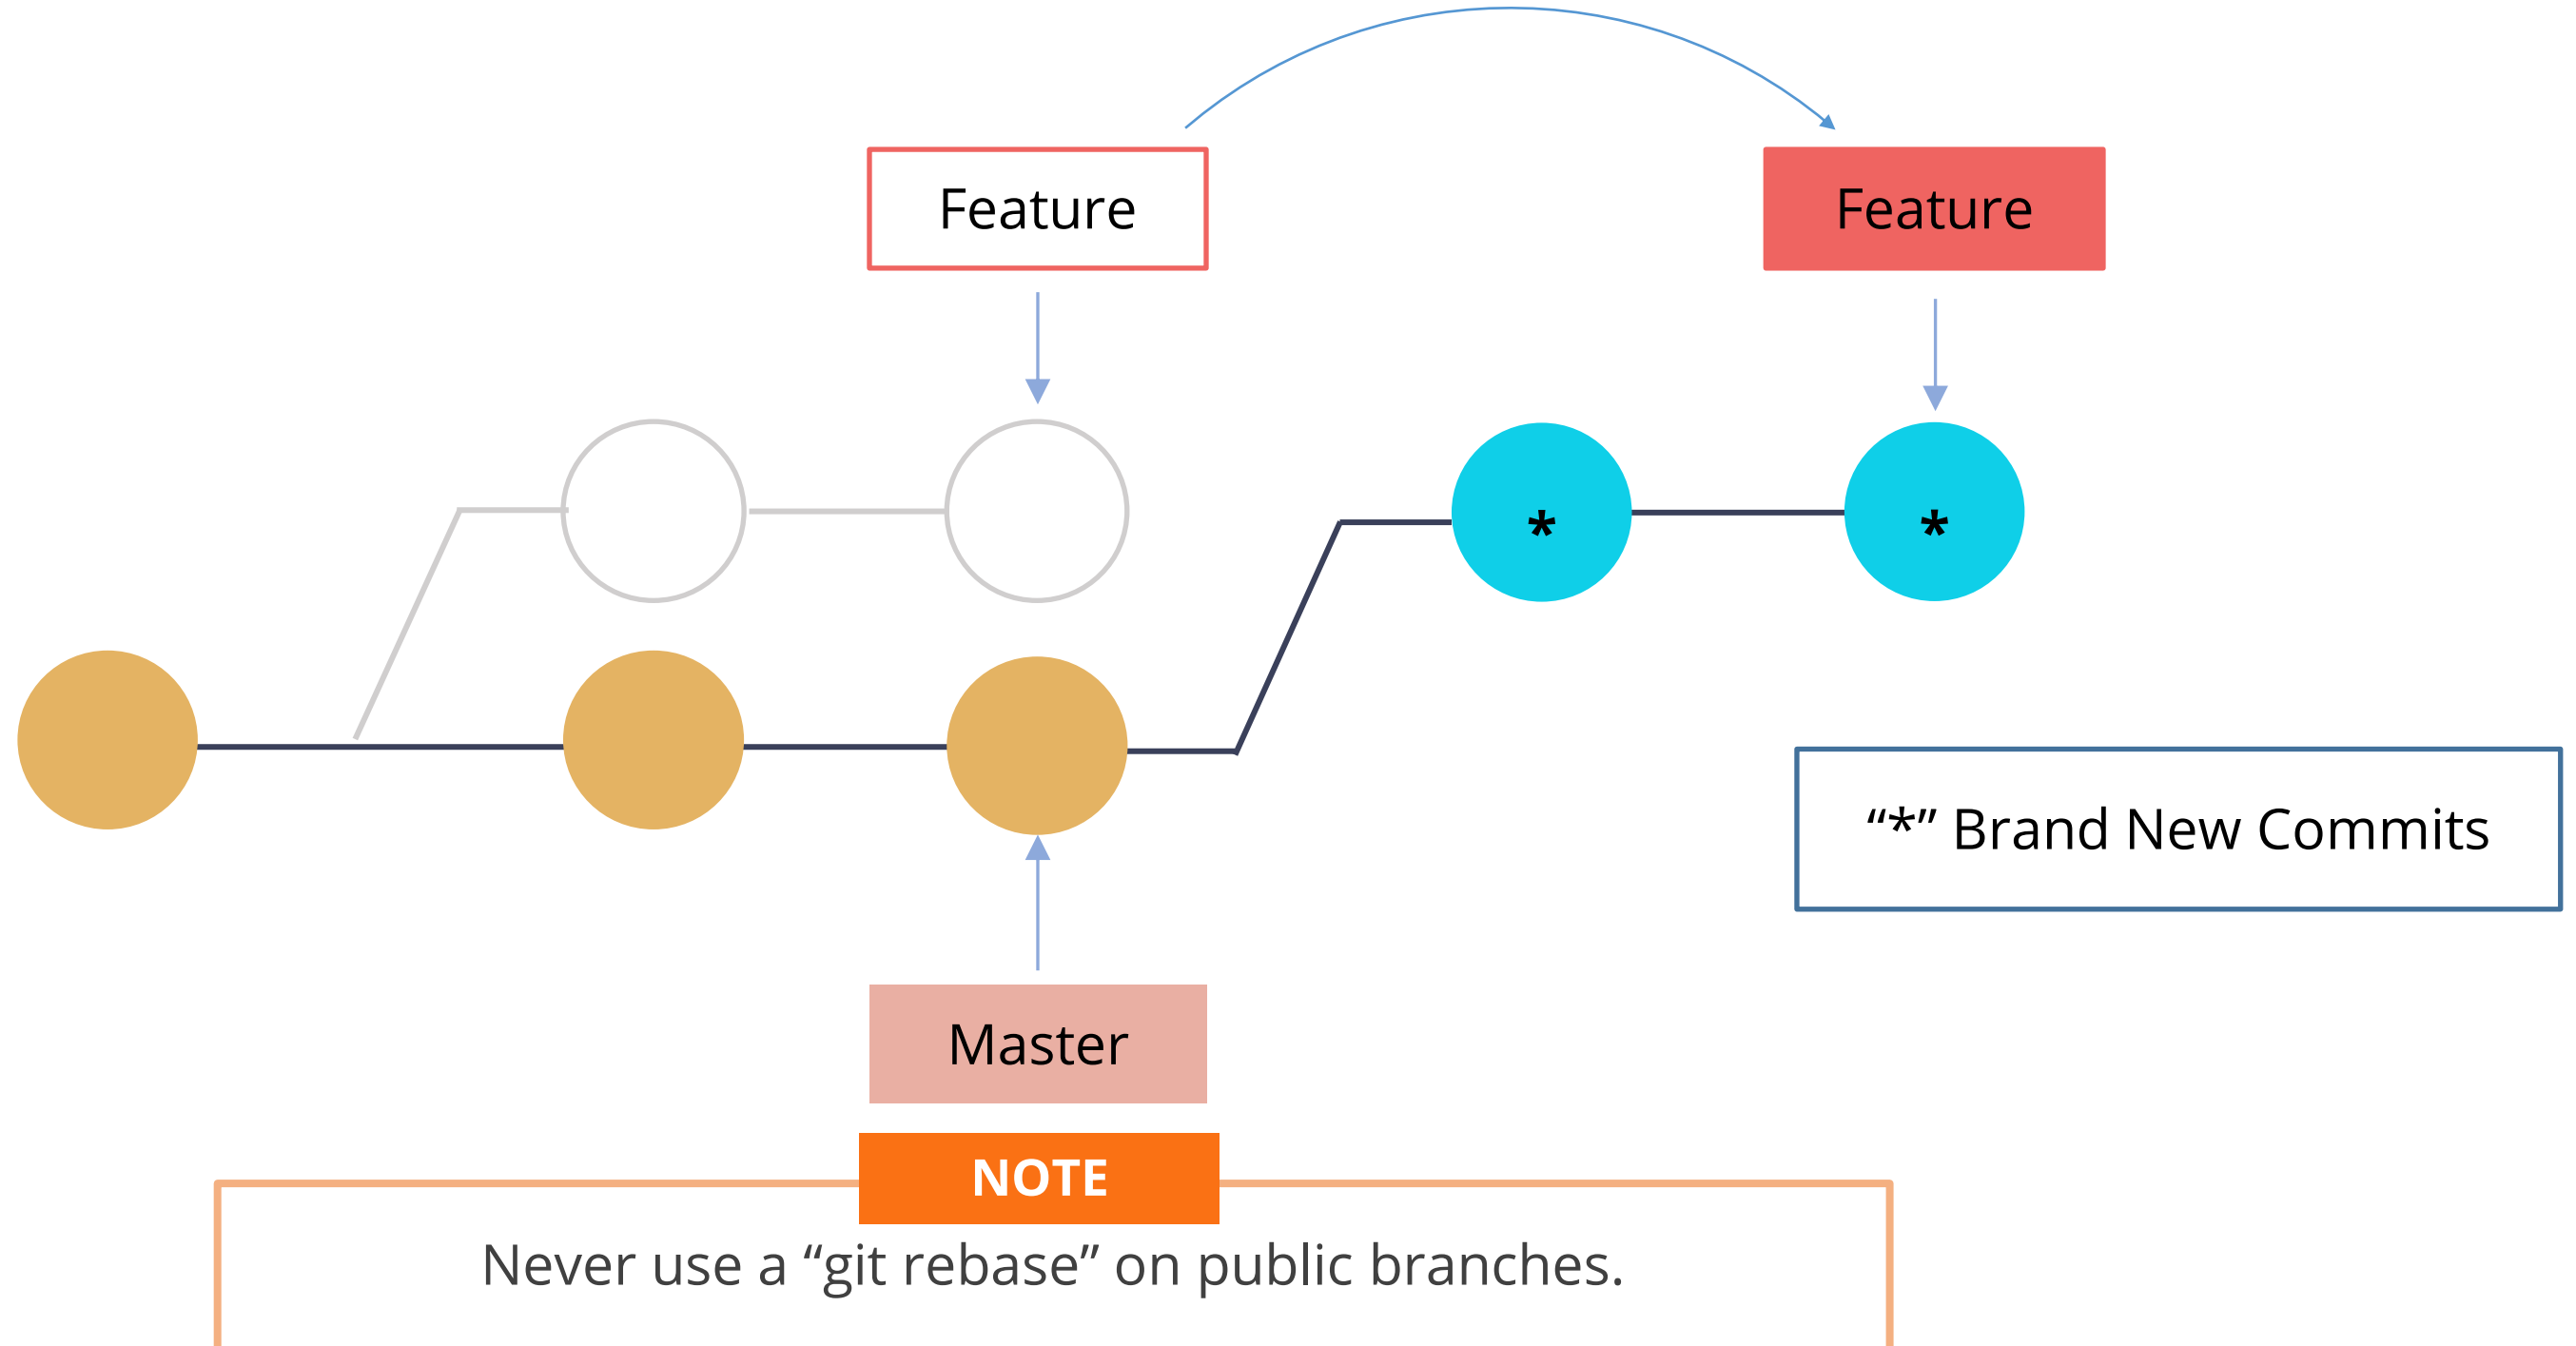 Feature
Feature
*
*
“*” Brand New Commits
Master
NOTE
Never use a “git rebase” on public branches.